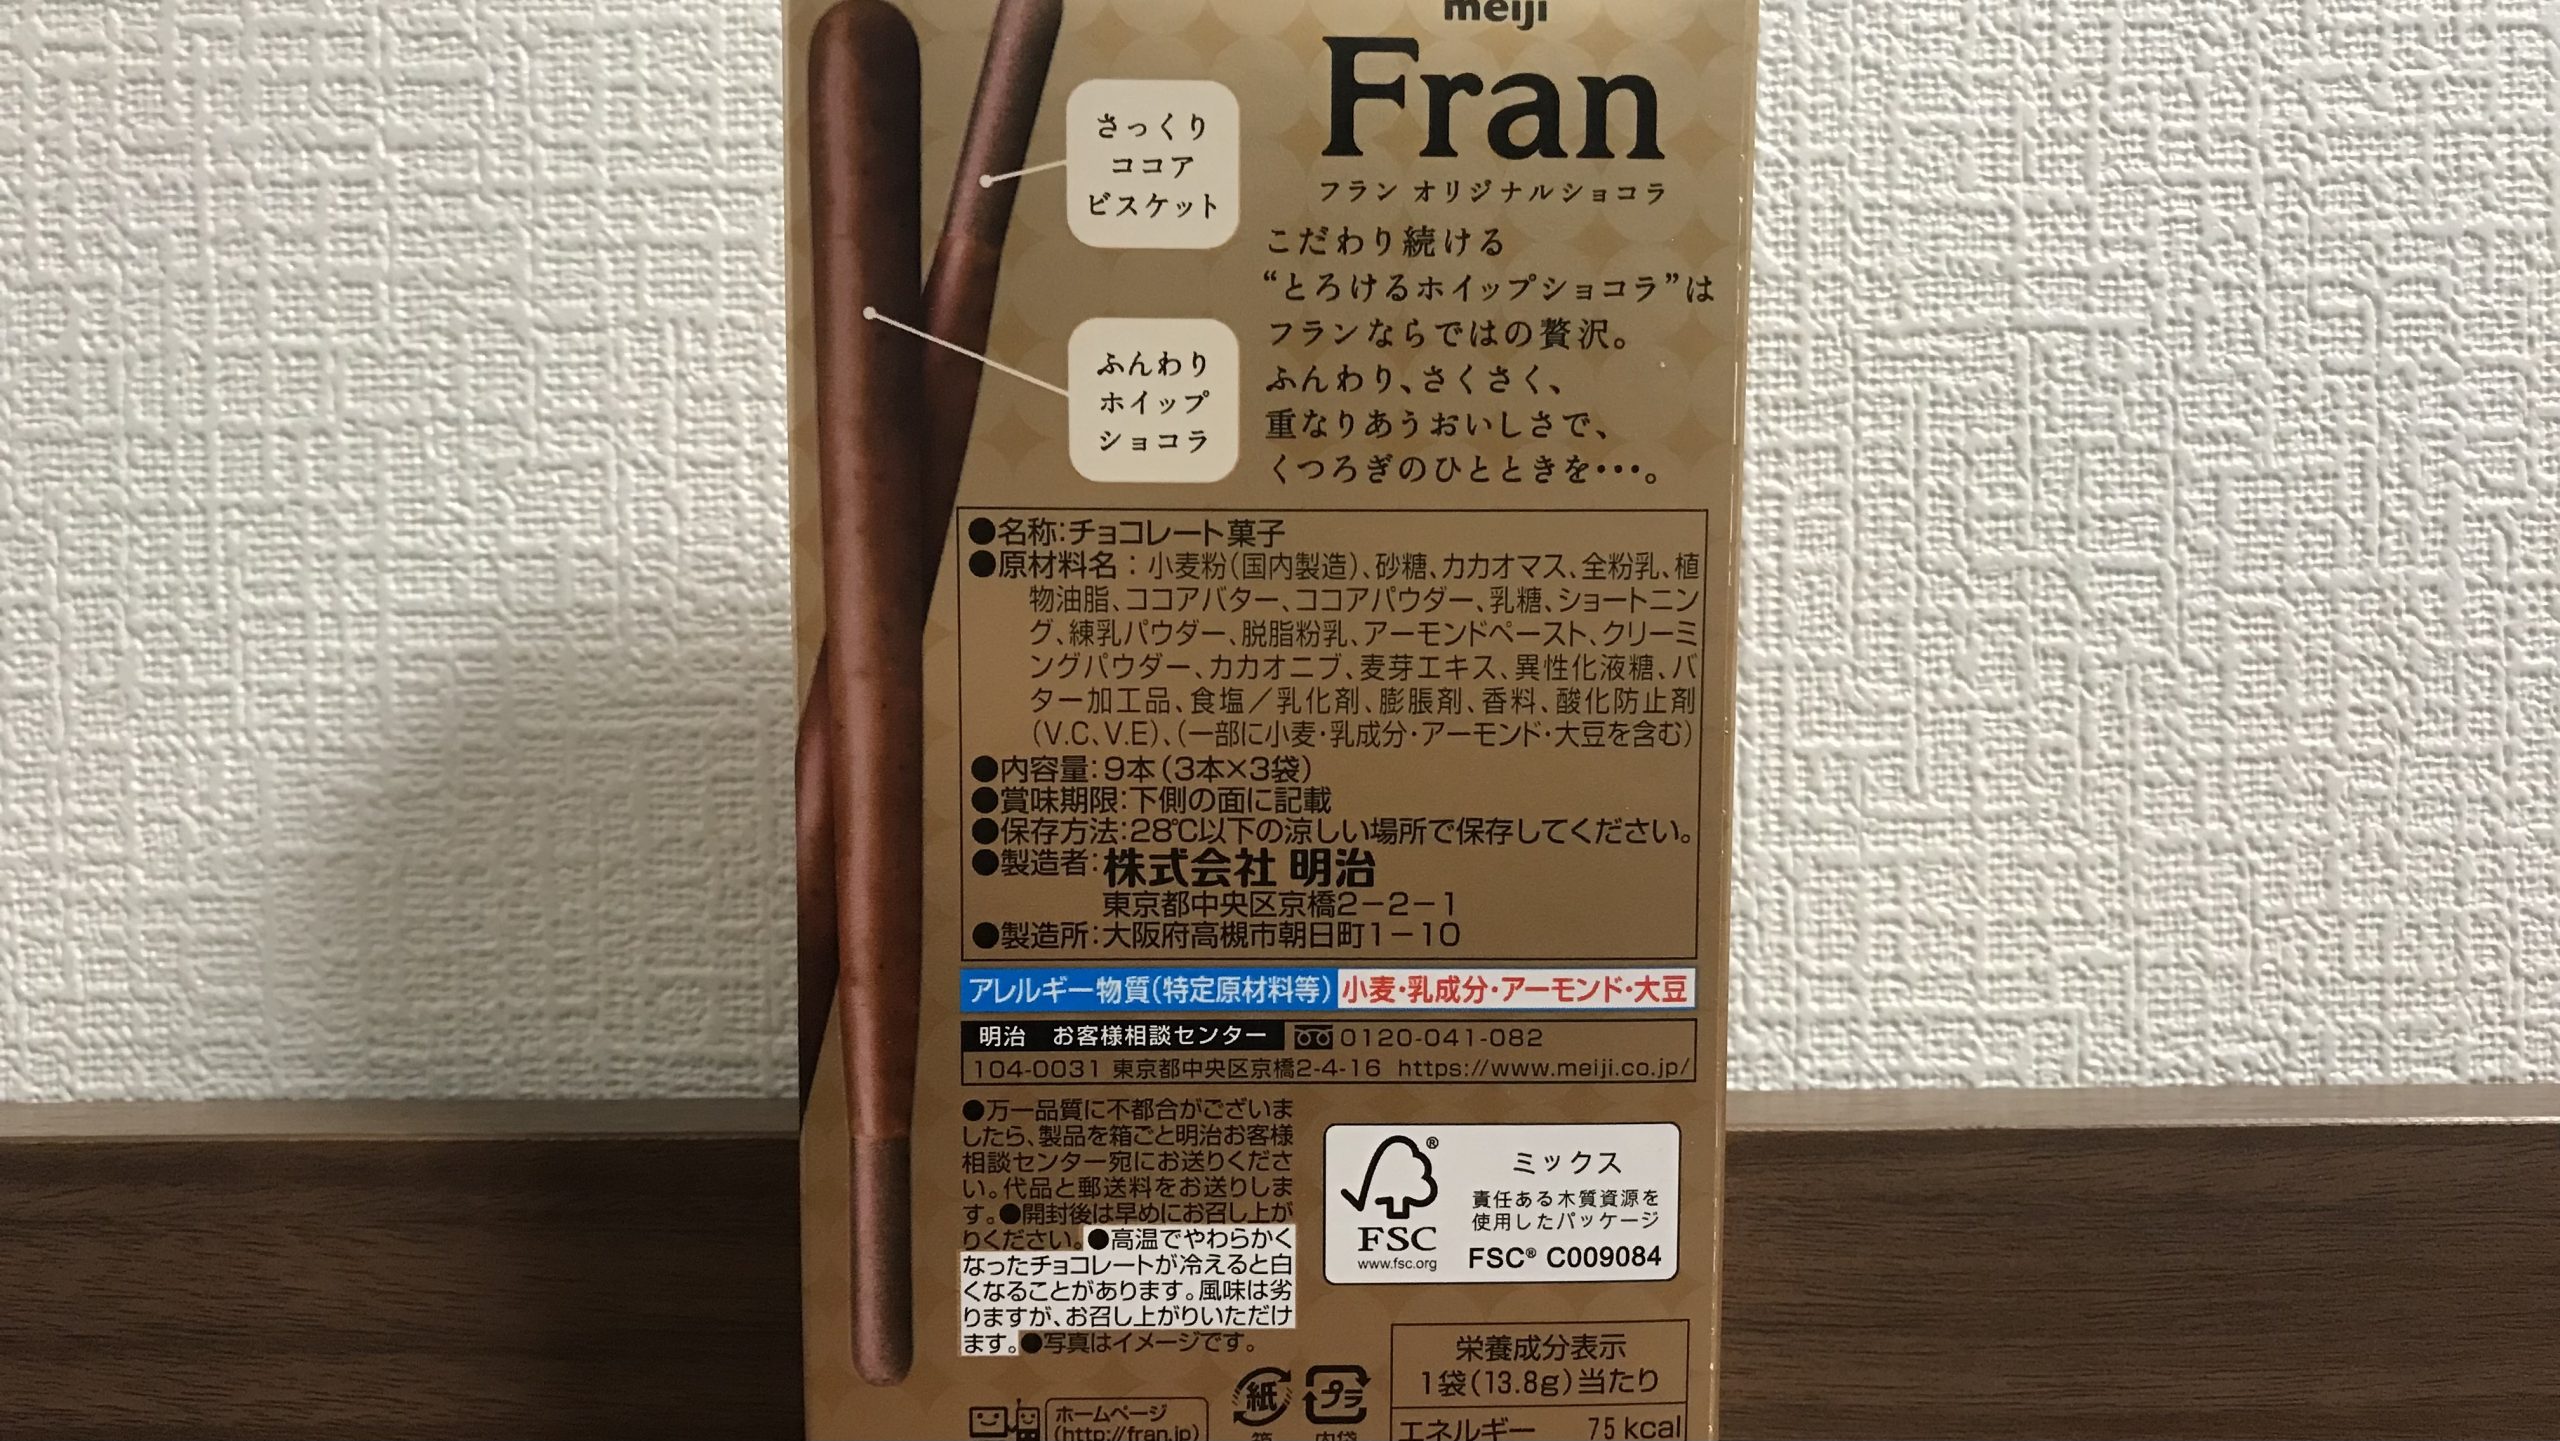 meiji
Fran
フラン オリジナルショコラ
さっくり
ココア
ビスケット
ふんわり
ホイップ
ショコラ
こだわり続ける
“とろけるホイップショコラ”は
フランならではの贅沢。
ふんわり、さくさく、
重なりあうおいしさで、
くつろぎのひとときを･･･。
●名称：チョコレート菓子
●原材料名：小麦粉（国内製造）、砂糖、カカオマス、全粉乳、植
物油脂、ココアバター、ココアパウダー、乳糖、ショートニン
グ、練乳パウダー、脱脂粉乳、アーモンドペースト、クリーミ
ングパウダー、カカオニブ、麦芽エキス、異性化液糖、バ
ター加工品、食塩／乳化剤、膨脹剤、香料、酸化防止剤
（V.C、V.E）、（一部に小麦・乳成分・アーモンド・大豆を含む）
●内容量：9本（3本×3袋）
●賞味期限：下側の面に記載
●保存方法：28℃以下の涼しい場所で保存してください。
●製造者：株式会社 明治
東京都中央区京橋2－2－1
●製造所：大阪府高槻市朝日町1－10
アレルギー物質（特定原材料等） 小麦・乳成分・アーモンド・大豆
明治 お客様相談センター 0120-041-082
104-0031 東京都中央区京橋2-4-16 https://www.meiji.co.jp/
●万一品質に不都合がございま
したら、製品を箱ごと明治お客様
相談センター宛にお送りくださ
い。代品と郵送料をお送りしま
す。●開封後は早めにお召し上が
りください。●高温でやわらかく
なったチョコレートが冷えると白
くなることがあります。風味は劣
りますが、お召し上がりいただけ
ます。●写真はイメージです。
®
FSC
www.fsc.org
ミックス
責任ある木質資源を
使用したパッケージ
FSC® C009084
ホームページ
(http://fran.jp)
紙
箱
プラ
内袋
栄養成分表示
1袋（13.8g）当たり
エネルギー 75 kcal